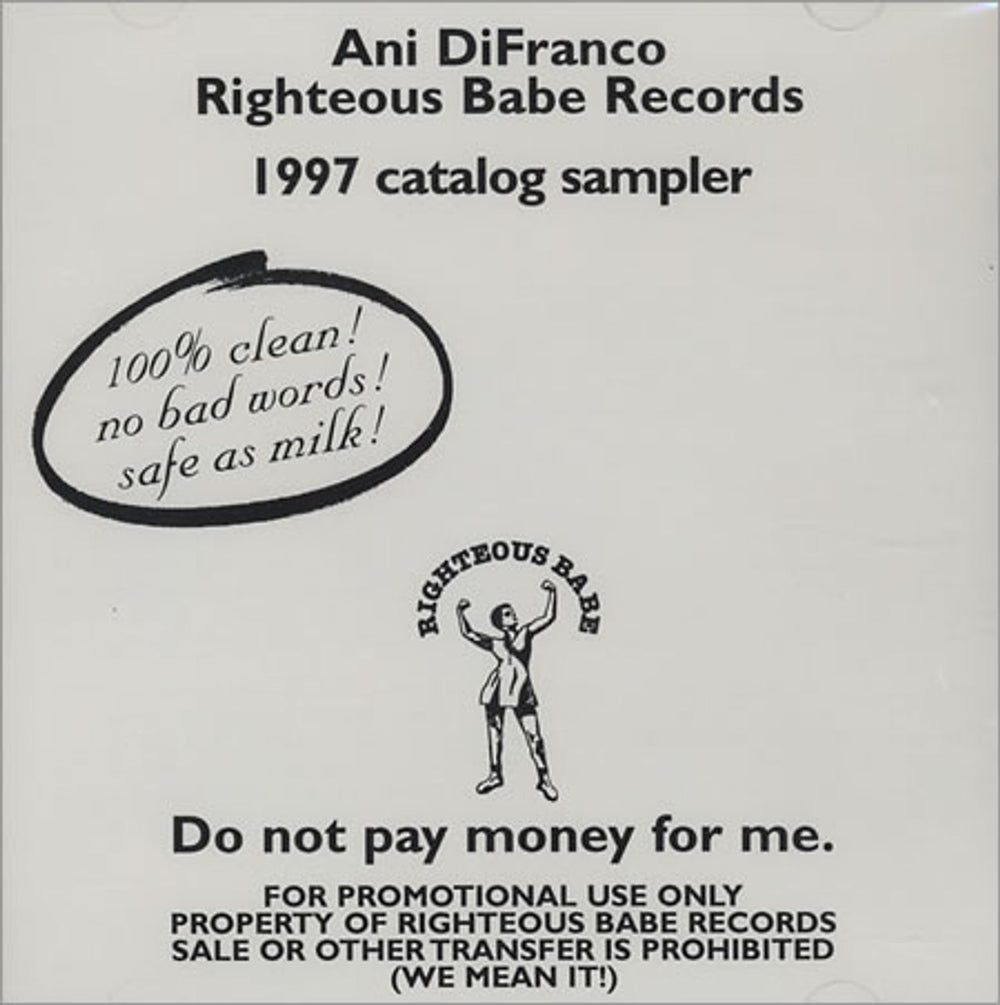 Ani DiFranco
Righteous Babe Records
1997 catalog sampler
100% clean!
no bad words!
safe as milk!
RIGHTEOUS BABE
Do not pay money for me.
FOR PROMOTIONAL USE ONLY
PROPERTY OF RIGHTEOUS BABE RECORDS
SALE OR OTHER TRANSFER IS PROHIBITED
(WE MEAN IT!)